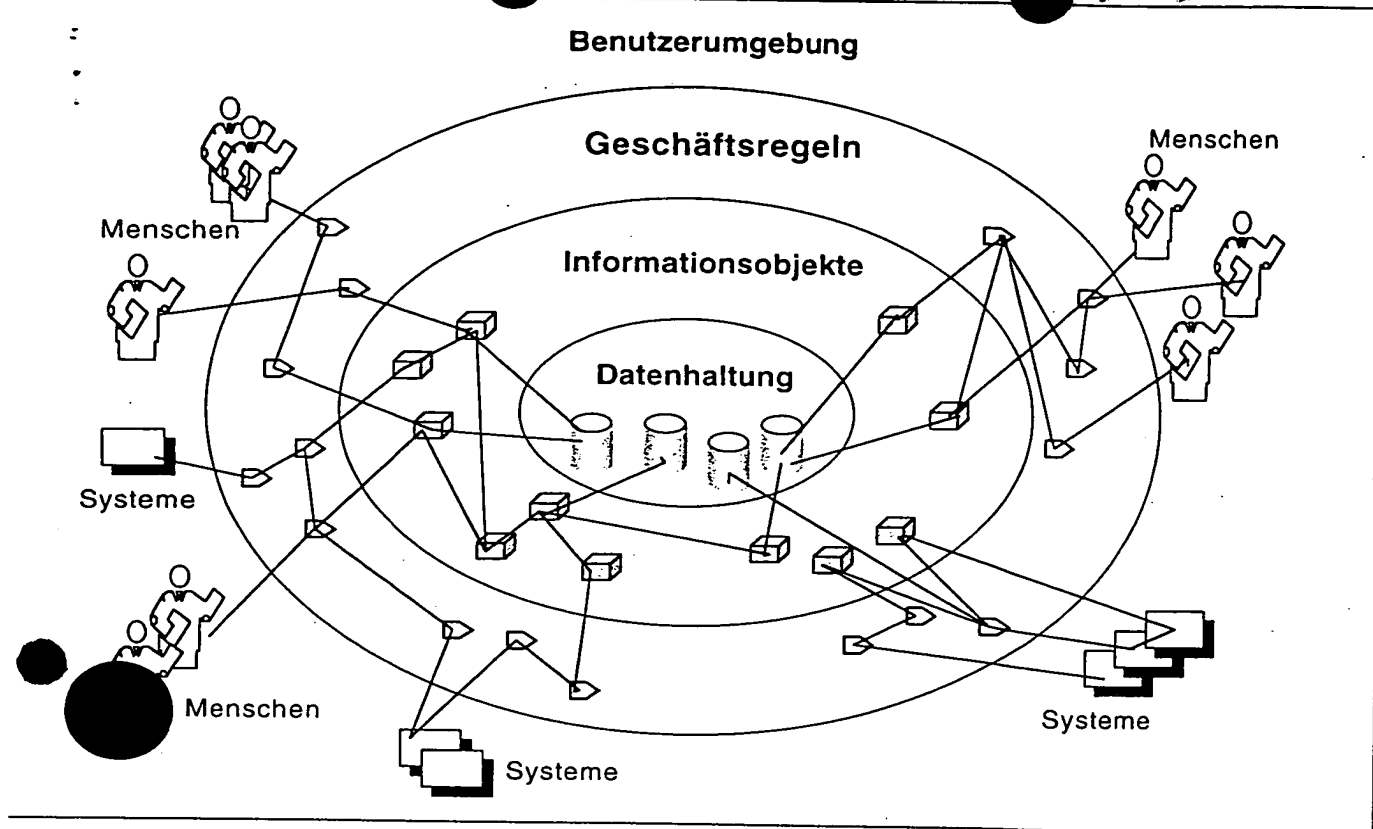 Benutzerumgebung
Geschäftsregeln
Menschen
Menschen
Informationsobjekte
Datenhaltung
Systeme
Menschen
Systeme
Systeme